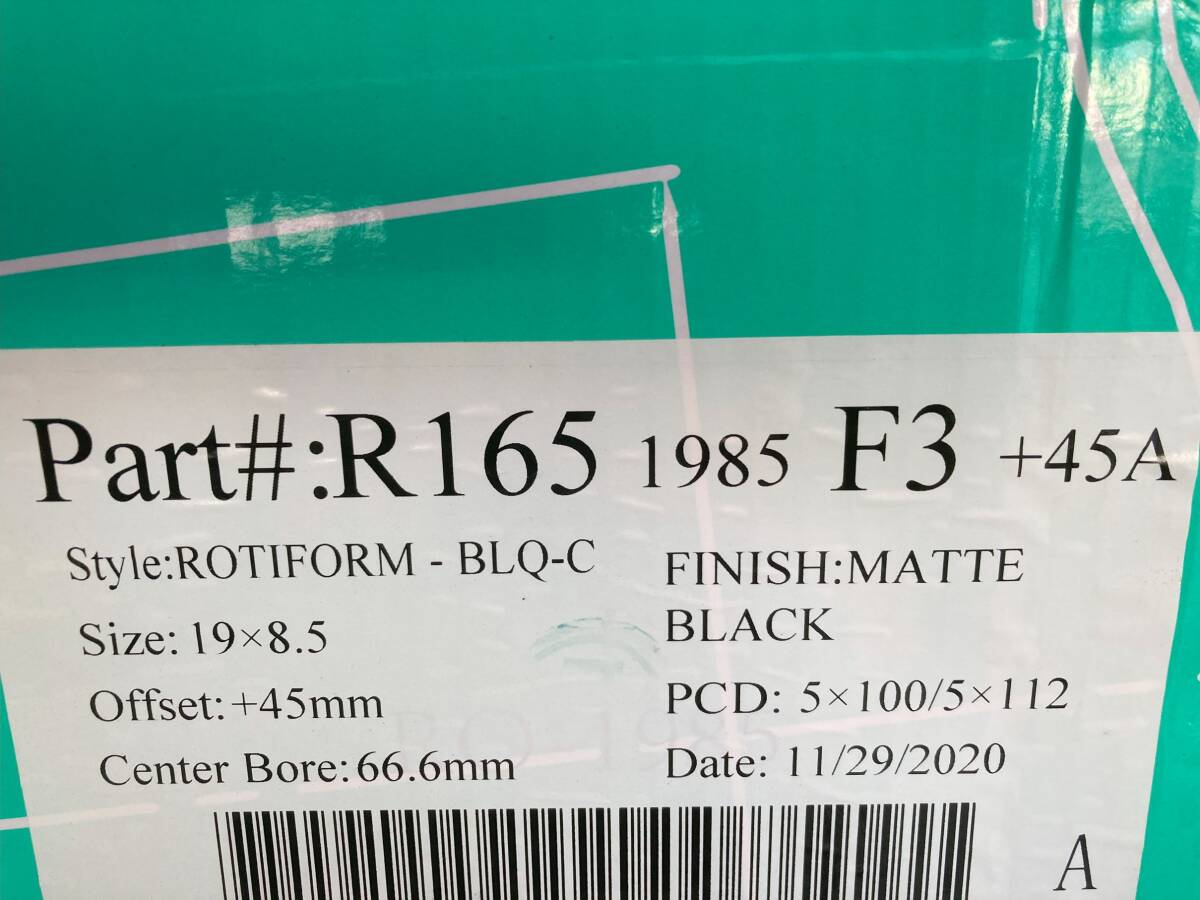 Part#:R165 1985 F3 +45A
Style:ROTIFORM - BLQ-C
FINISH:MATTE
BLACK
Size: 19×8.5
Offset:+45mm
PCD: 5×100/5×112
Center Bore:66.6mm
Date: 11/29/2020
A